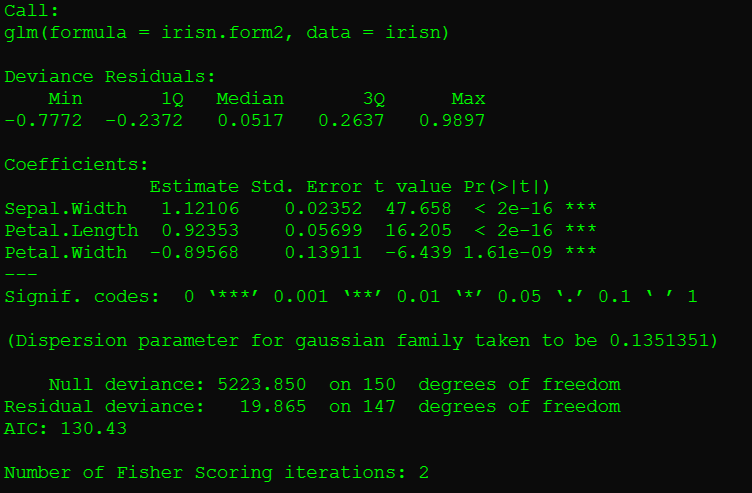 Call:
glm(formula = irisn.form2, data = irisn)
Deviance Residuals:
    Min       1Q   Median       3Q      Max
-0.7772  -0.2372   0.0517   0.2637   0.9897
Coefficients:
             Estimate Std. Error t value Pr(>|t|)
Sepal.Width   1.12106    0.02352  47.658  < 2e-16 ***
Petal.Length  0.92353    0.05699  16.205  < 2e-16 ***
Petal.Width  -0.89568    0.13911  -6.439 1.61e-09 ***
---
Signif. codes:  0 ‘***’ 0.001 ‘**’ 0.01 ‘*’ 0.05 ‘.’ 0.1 ‘ ’ 1
(Dispersion parameter for gaussian family taken to be 0.1351351)
    Null deviance: 5223.850  on 150  degrees of freedom
Residual deviance:   19.865  on 147  degrees of freedom
AIC: 130.43
Number of Fisher Scoring iterations: 2